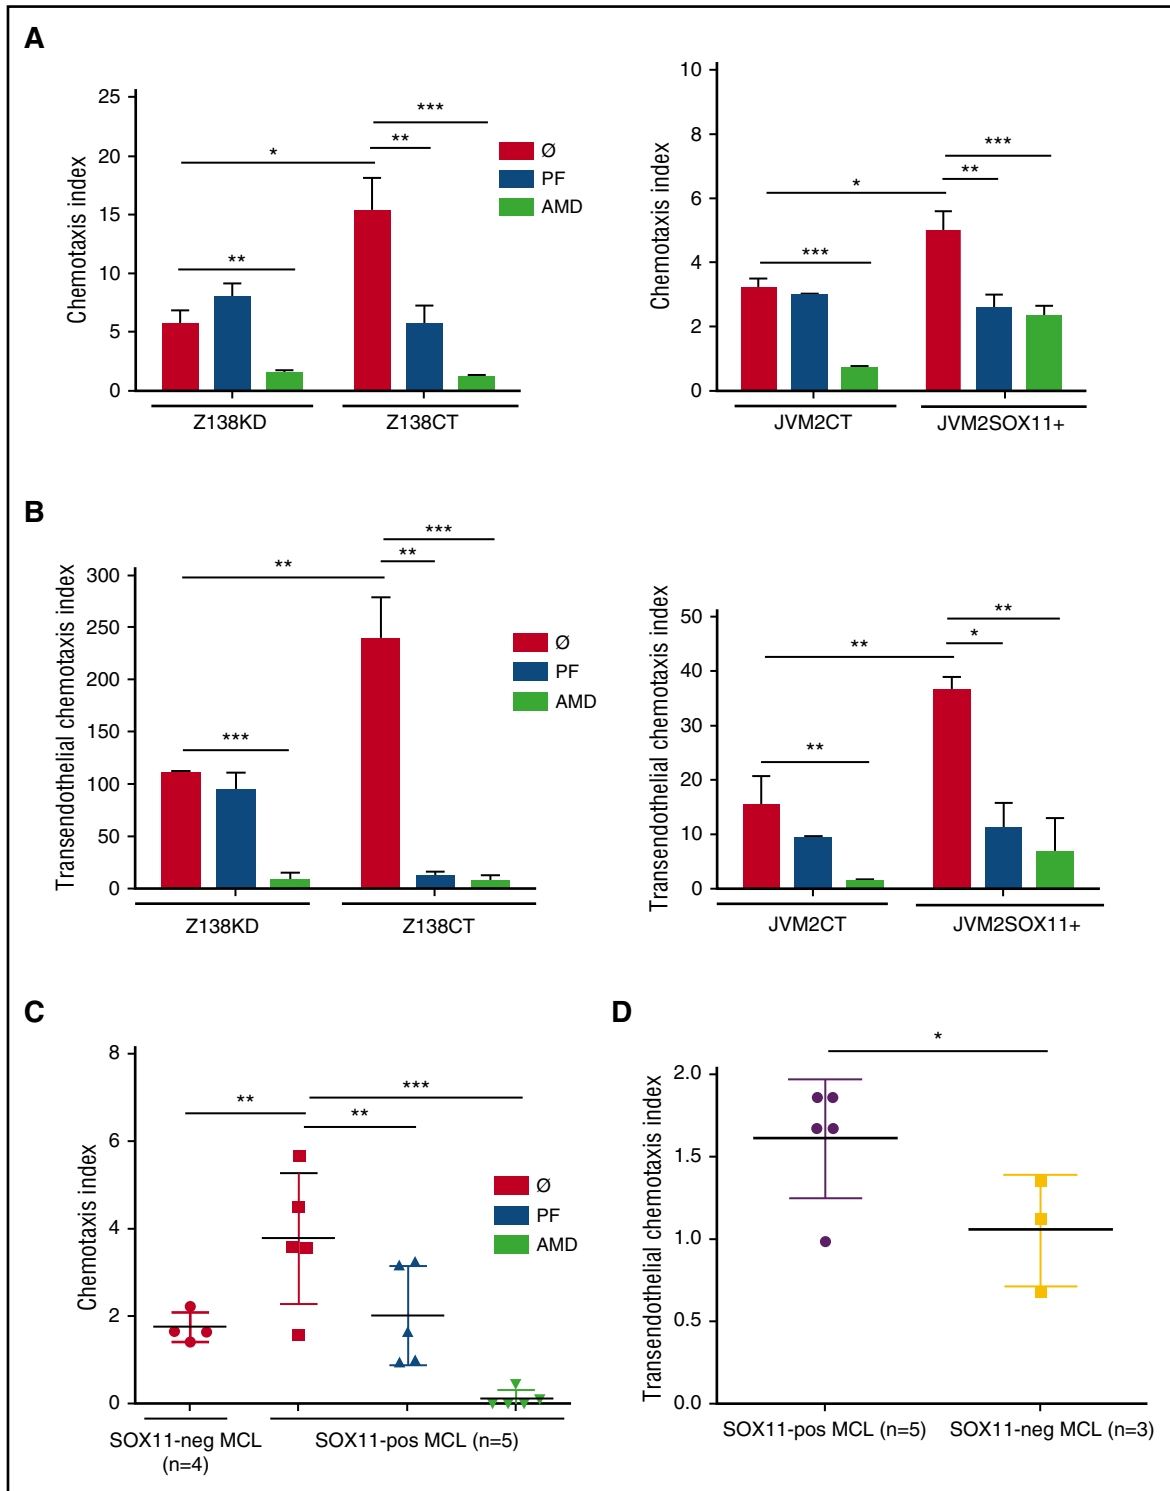 A
Chemotaxis index
25
20
15
10
5
0
*
***
**
**
Ø
PF
AMD
Z138KD
Z138CT
Chemotaxis index
10
8
6
4
2
0
*
***
**
***
JVM2CT
JVM2SOX11+
B
Transendothelial chemotaxis index
300
250
200
150
100
50
0
**
***
**
***
Ø
PF
AMD
Z138KD
Z138CT
Transendothelial chemotaxis index
50
40
30
20
10
0
**
**
*
**
JVM2CT
JVM2SOX11+
C
Chemotaxis index
8
6
4
2
0
**
***
**
Ø
PF
AMD
SOX11-neg MCL
(n=4)
SOX11-pos MCL (n=5)
D
Transendothelial chemotaxis index
2.0
1.5
1.0
0.5
0.0
*
SOX11-pos MCL (n=5)
SOX11-neg MCL (n=3)